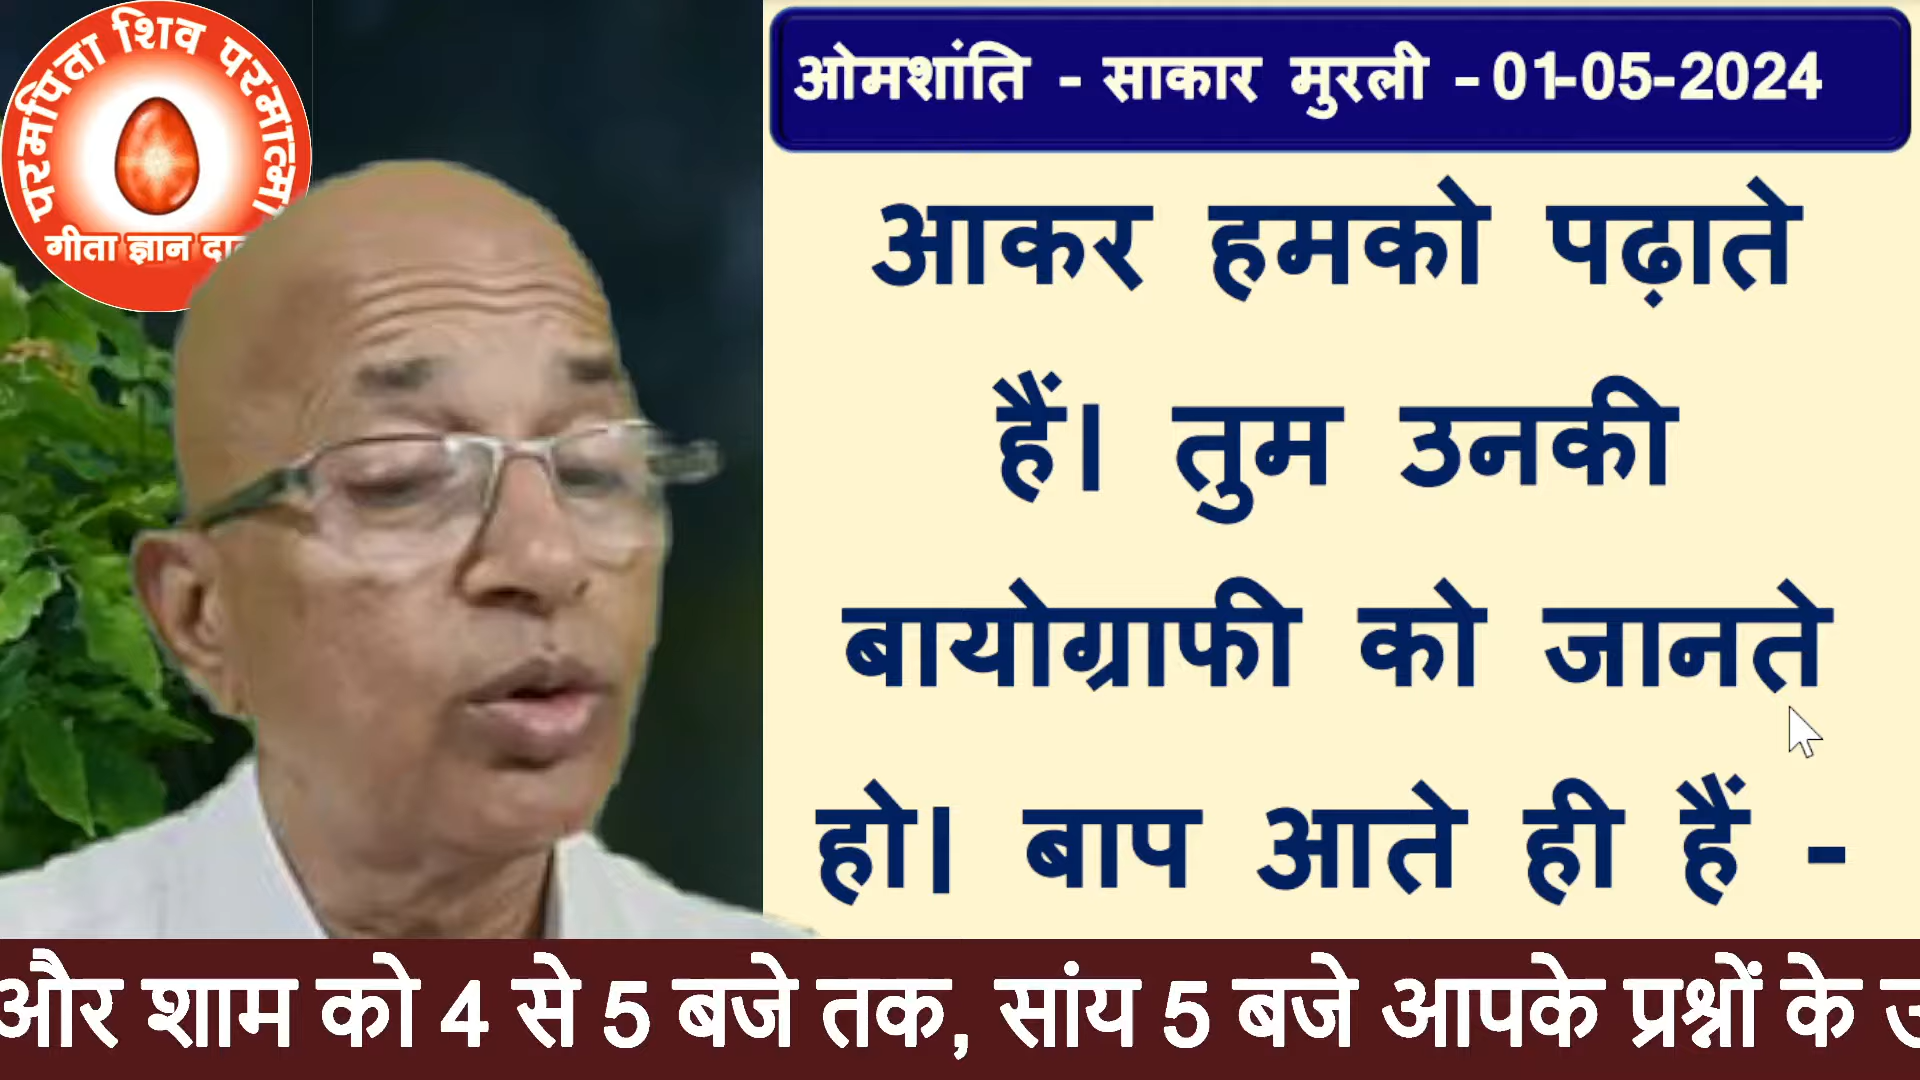 परमपिता शिव परमात्मा
गीता ज्ञान
ओमशांति - साकार मुरली - 01-05-2024
आकर हमको पढ़ाते
हैं। तुम उनकी
बायोग्राफी को जानते
हो। बाप आते ही हैं -
और शाम को 4 से 5 बजे तक, सांय 5 बजे आपके प्रश्नों के